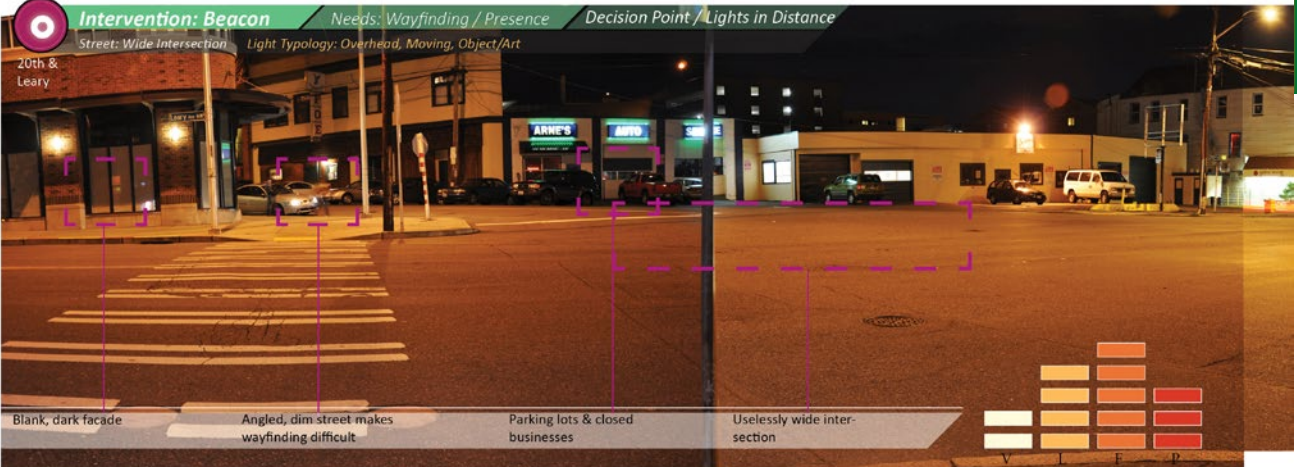 Intervention: Beacon
Needs: Wayfinding / Presence
Decision Point / Lights in Distance
Street: Wide Intersection
Light Typology: Overhead, Moving, Object/Art
20th &
Leary
ARNE'S
AUTO
Blank, dark facade
Angled, dim street makes
wayfinding difficult
Parking lots & closed
businesses
Uselessly wide inter-
section
V L F P